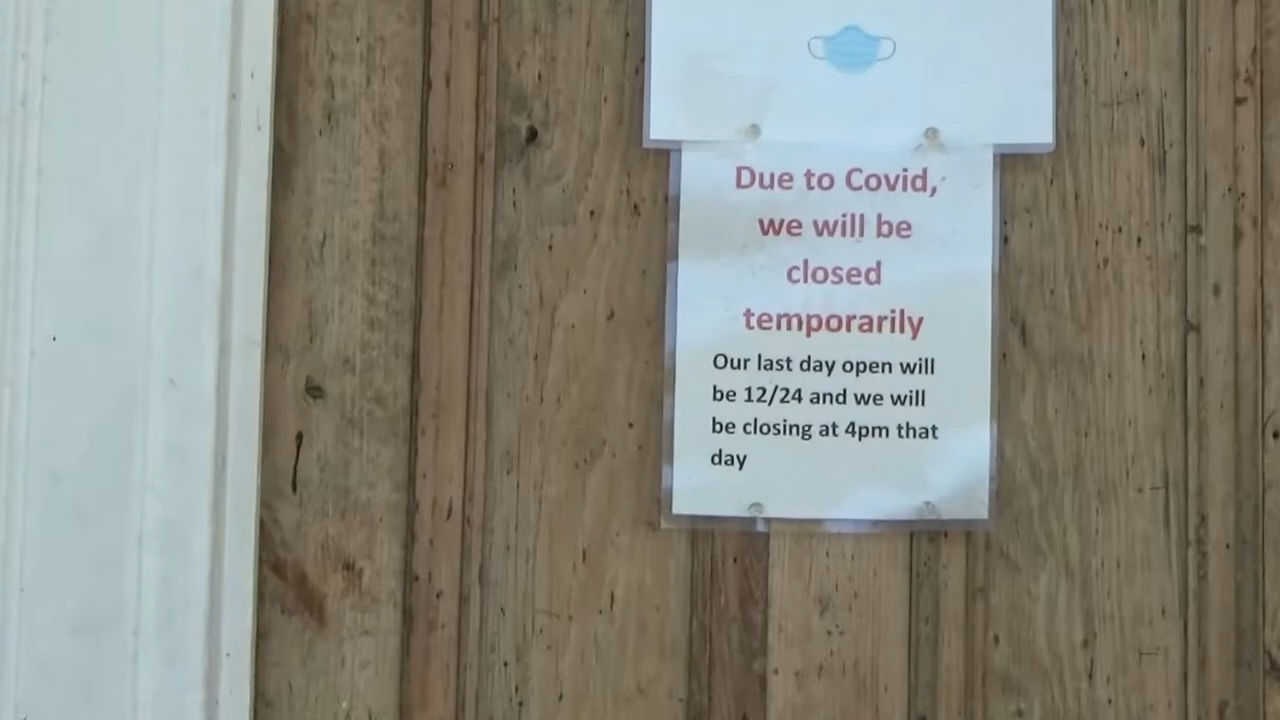 Due to Covid,
we will be
closed
temporarily
Our last day open will
be 12/24 and we will
be closing at 4pm that
day